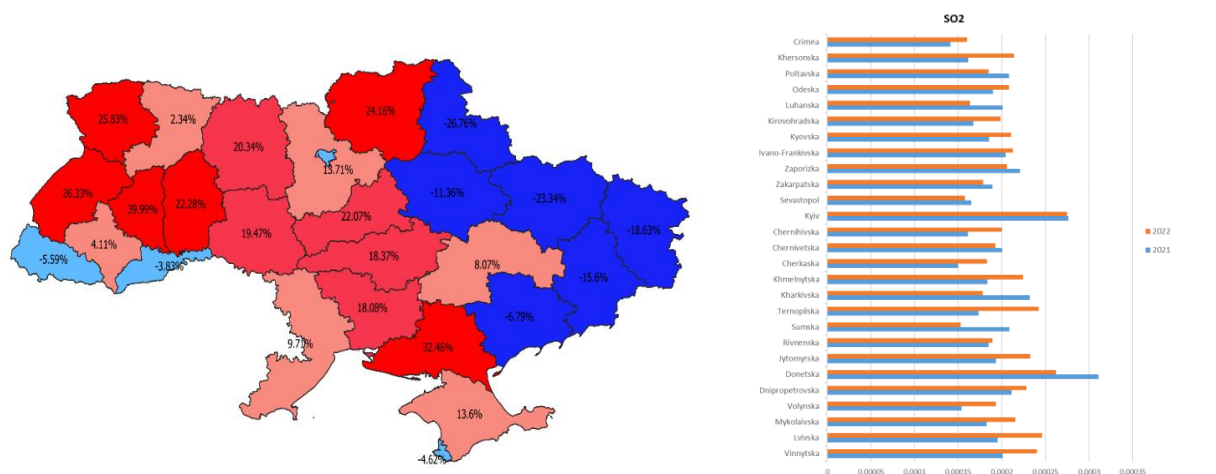 25.83%
2.34%
20.34%
24.16%
-26.76%
13.71%
26.33%
39.99%
22.28%
-11.36%
-23.34%
22.07%
-18.63%
4.11%
19.47%
-5.59%
-3.83%
18.37%
8.07%
-15.6%
18.08%
-6.79%
9.71%
32.46%
13.6%
-4.62%
SO2
Crimea
Khersonska
Poltavska
Odeska
Luhanska
Kirovohradska
Kyovska
Ivano-Frankivska
Zaporizka
Zakarpatska
Sevastopol
Kyiv
Chernihivska
Chernivetska
Cherkaska
Khmelnytska
Kharkivska
Ternopilska
Sumska
Rivnenska
Jytomyrska
Donetska
Dnipropetrovska
Volynska
Mykolaivska
Lvivska
Vinnytska
0 0.00005 0.0001 0.00015 0.0002 0.00025 0.0003 0.00035
2022
2021